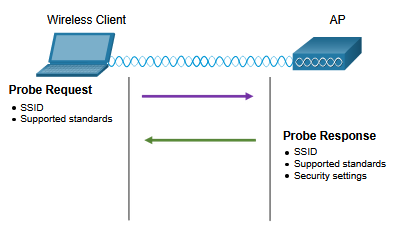 Wireless Client
AP
Probe Request
• SSID
• Supported standards
Probe Response
• SSID
• Supported standards
• Security settings